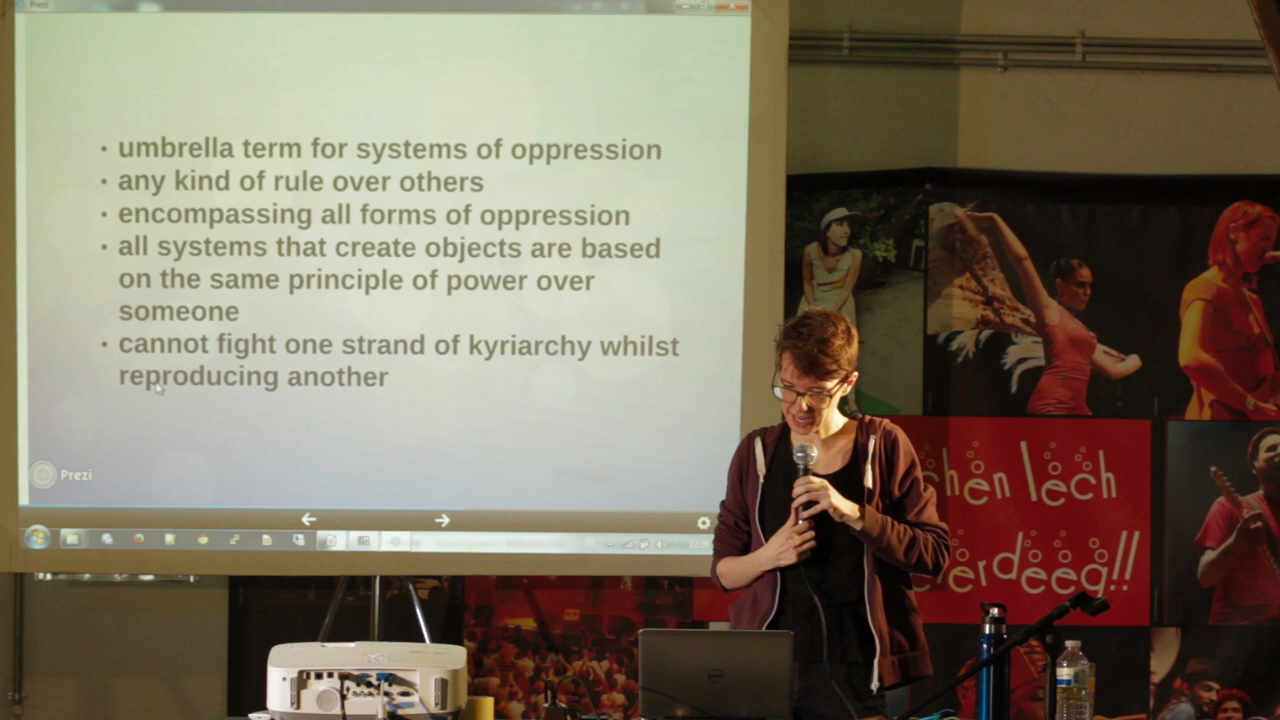 Prezi
• umbrella term for systems of oppression
• any kind of rule over others
• encompassing all forms of oppression
• all systems that create objects are based
on the same principle of power over
someone
• cannot fight one strand of kyriarchy whilst
reproducing another
Prezi
lech
DELL